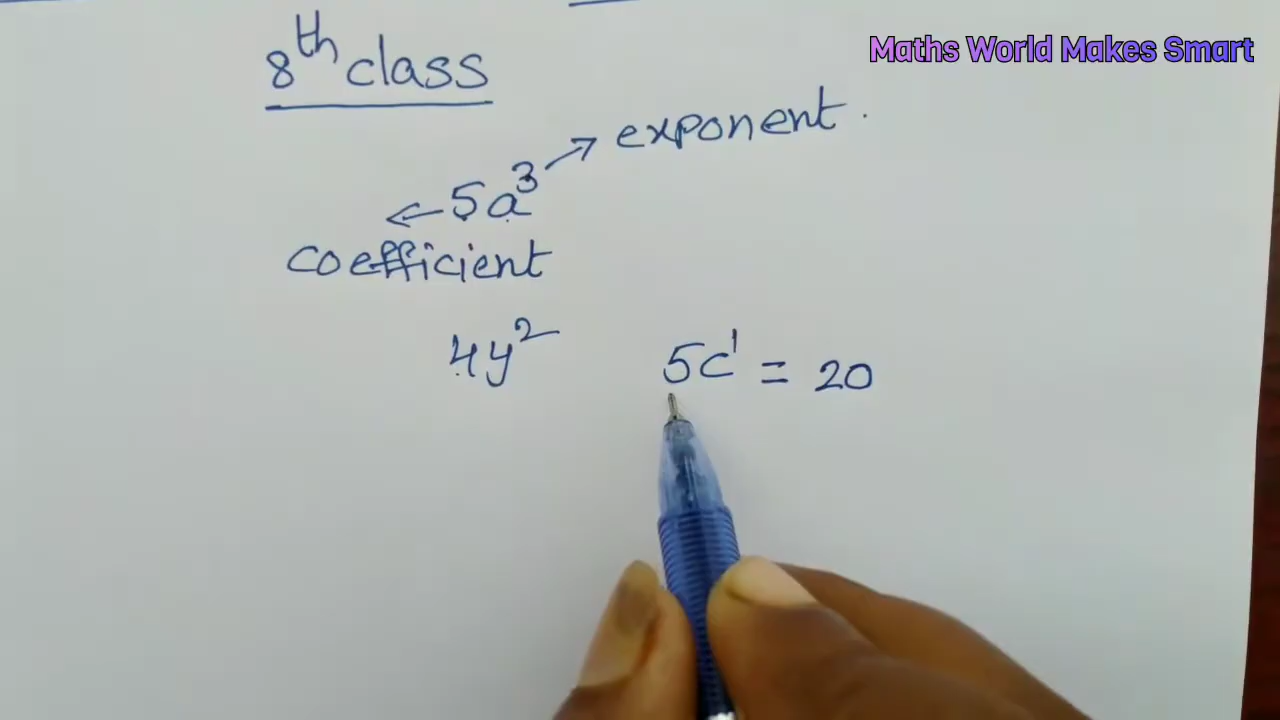 Maths World Makes Smart
8th class
exponent.
← 5a³ →
coefficient
4y² 5c¹ = 20